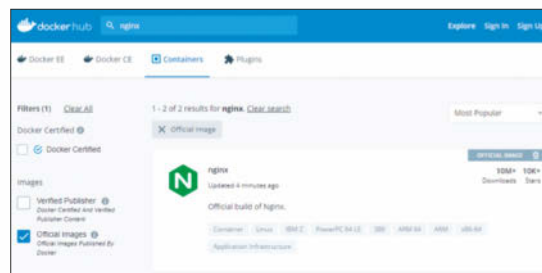 docker hub nginx Explore Sign In Sign Up
Docker EE Docker CE Containers Plugins
Filters (1) Clear All
1 - 2 of 2 results for nginx. Clear search
Most Popular
Official Image
Docker Certified
Docker Certified
OFFICIAL IMAGE
nginx
Updated 4 minutes ago
10M+ 10K+
Downloads Stars
Official build of Nginx.
Images
Verified Publisher
Docker Certified And Verified
Publisher Content
Official Images
Official Images Published By
Docker
Container Linux IBM Z PowerPC 64 LE 386 ARM 64 ARM x86-64
Application Infrastructure